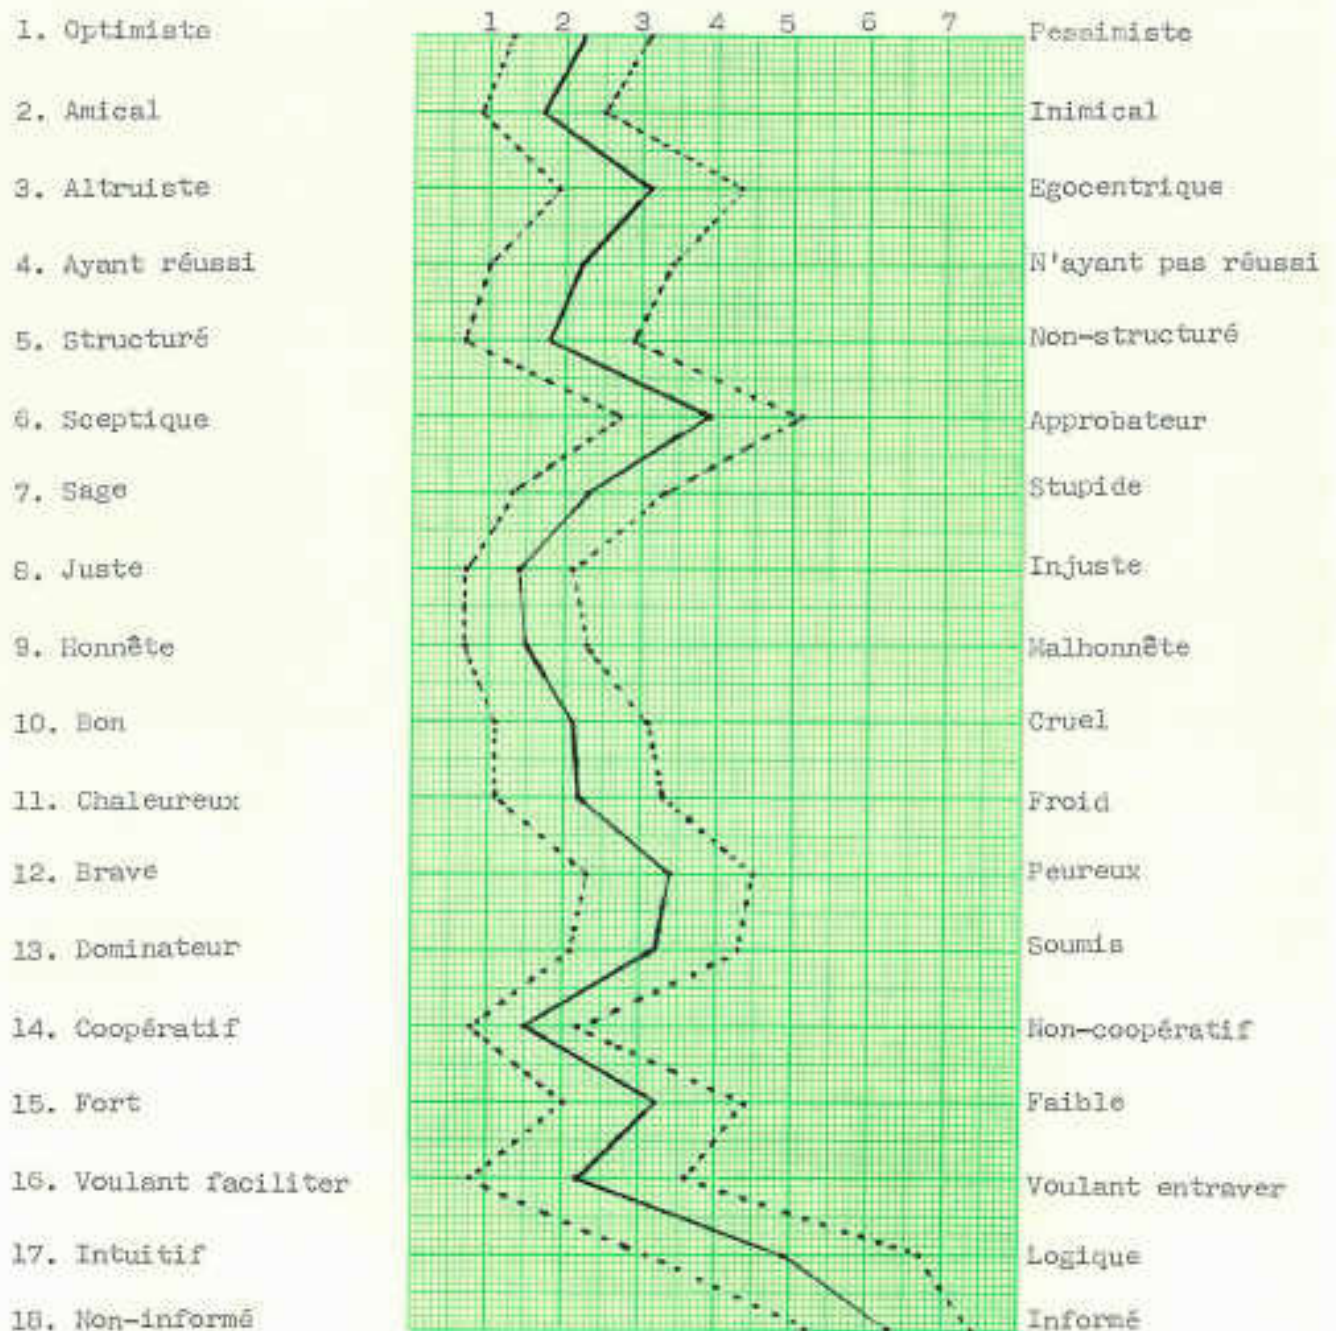 1 2 3 4 5 6 7
1. Optimiste Pessimiste
2. Amical Inimical
3. Altruiste Egocentrique
4. Ayant réussi N'ayant pas réussi
5. Structuré Non-structuré
6. Sceptique Approbateur
7. Sage Stupide
8. Juste Injuste
9. Honnête Malhonnête
10. Bon Cruel
11. Chaleureux Froid
12. Brave Peureux
13. Dominateur Soumis
14. Coopératif Non-coopératif
15. Fort Faible
16. Voulant faciliter Voulant entraver
17. Intuitif Logique
18. Non-informé Informé